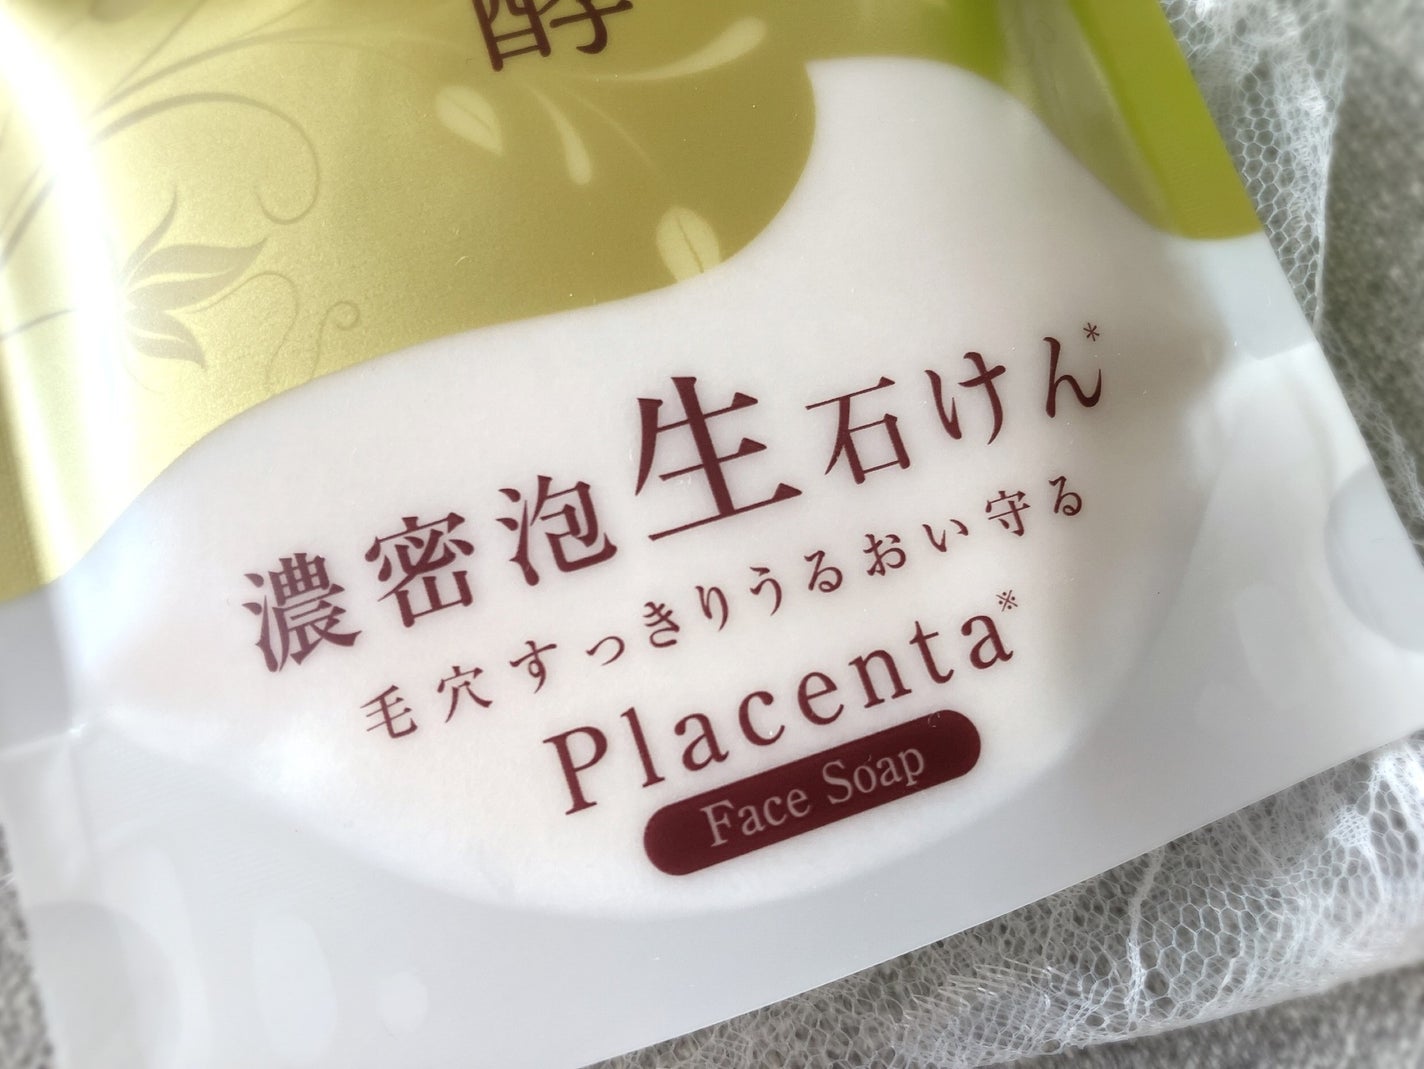 酵
濃密泡生石けん*
毛穴すっきりうるおい守る
Placenta※
Face Soap